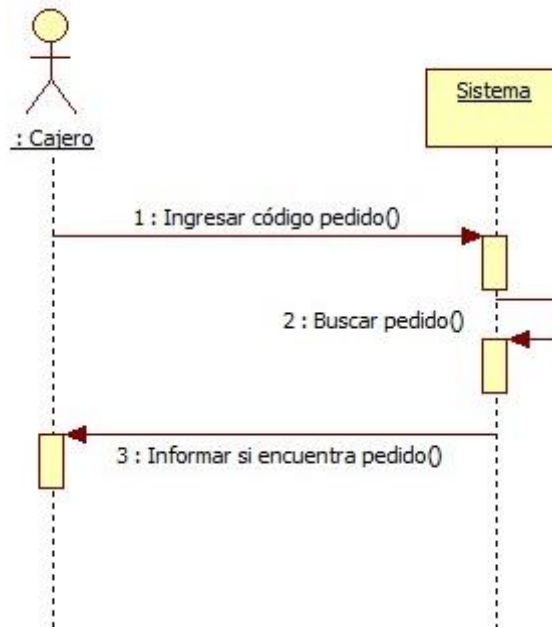 Sistema
: Cajero
1 : Ingresar código pedido()
2 : Buscar pedido()
3 : Informar si encuentra pedido()